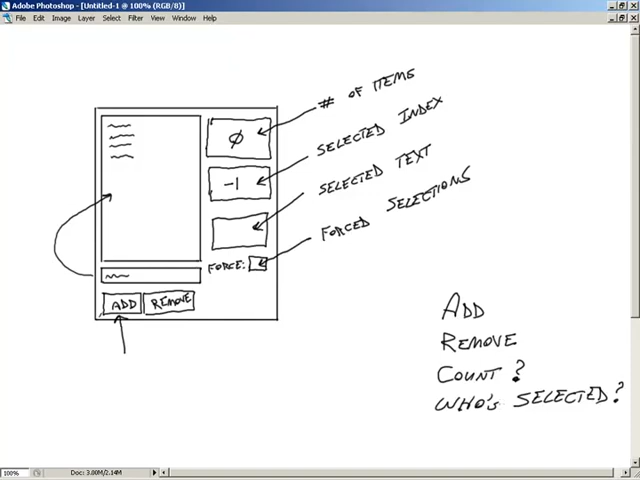 Adobe Photoshop - [Untitled-1 @ 100% (RGB/8)]
File Edit Image Layer Select Filter View Window Help
# OF ITEMS
Ø
SELECTED INDEX
-1
SELECTED TEXT
FORCED SELECTIONS
FORCE:
ADD REMOVE
ADD
REMOVE
COUNT?
WHO'S SELECTED?
100% Doc: 3.00M/2.14M